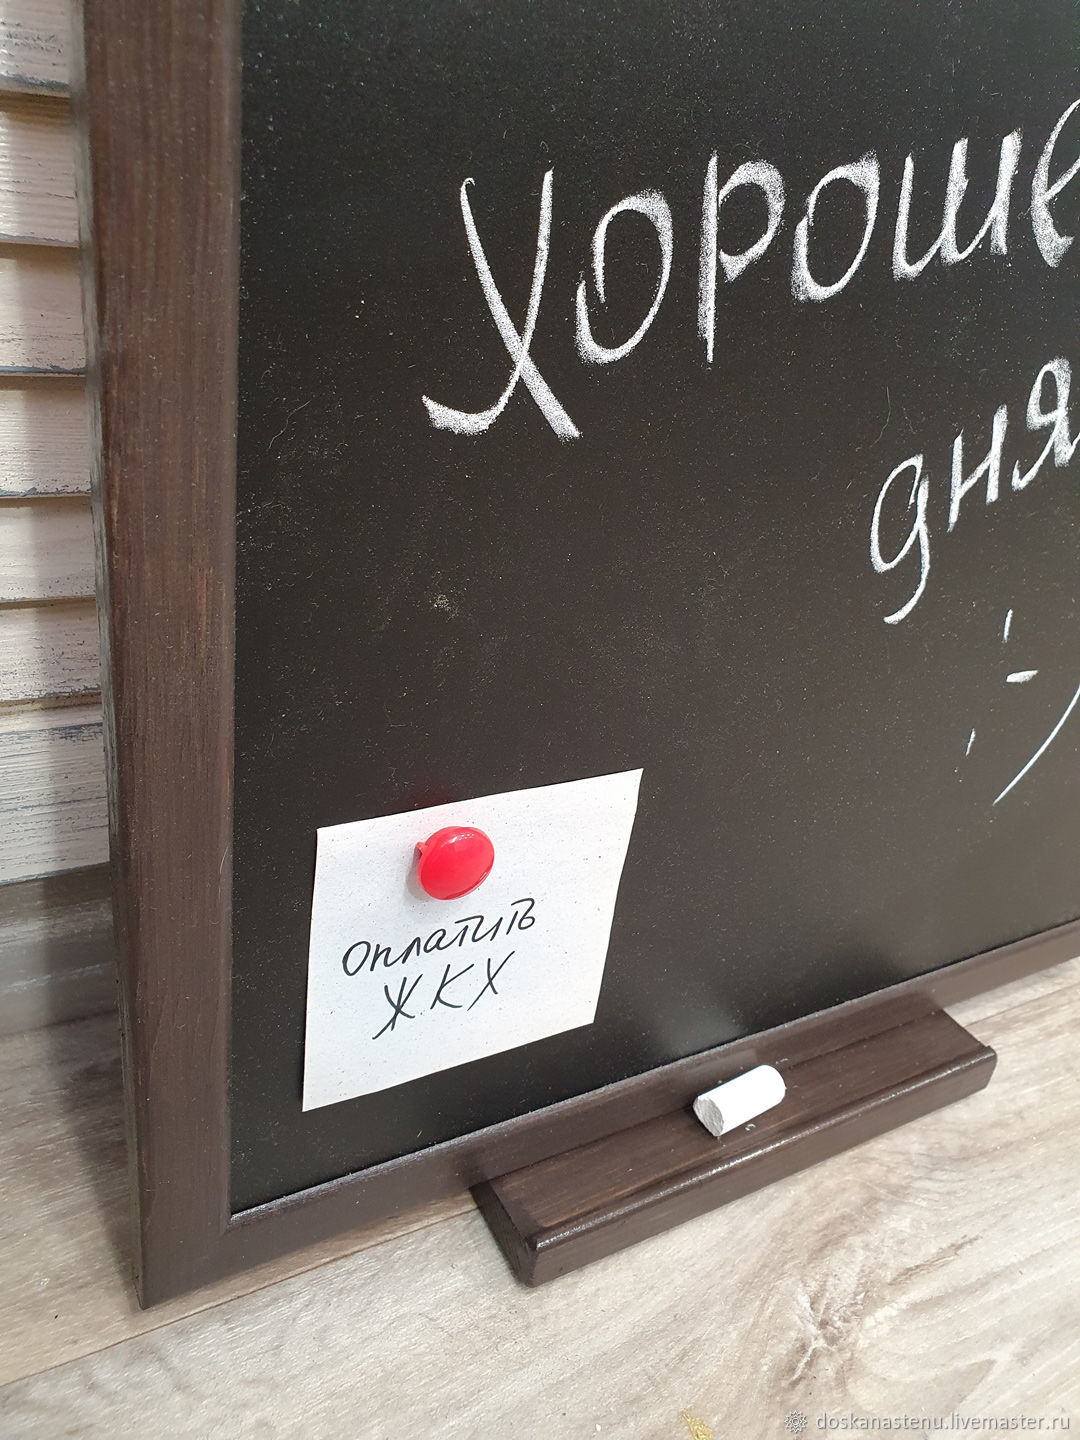 Хороше
дня
:-)
Оплатить
ЖКХ
doskanastenu.livemaster.ru